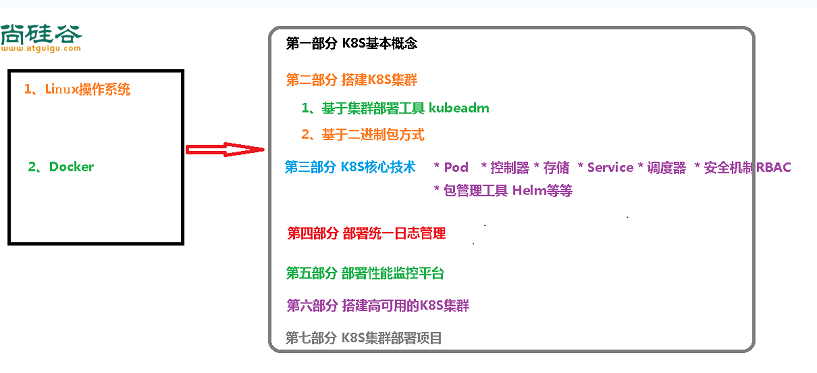 尚硅谷
www.atguigu.com
1、Linux操作系统
2、Docker
第一部分 K8S基本概念
第二部分 搭建K8S集群
1、基于集群部署工具 kubeadm
2、基于二进制包方式
第三部分 K8S核心技术 * Pod * 控制器 * 存储 * Service * 调度器 * 安全机制RBAC
* 包管理工具 Helm等等
第四部分 部署统一日志管理
第五部分 部署性能监控平台
第六部分 搭建高可用的K8S集群
第七部分 K8S集群部署项目